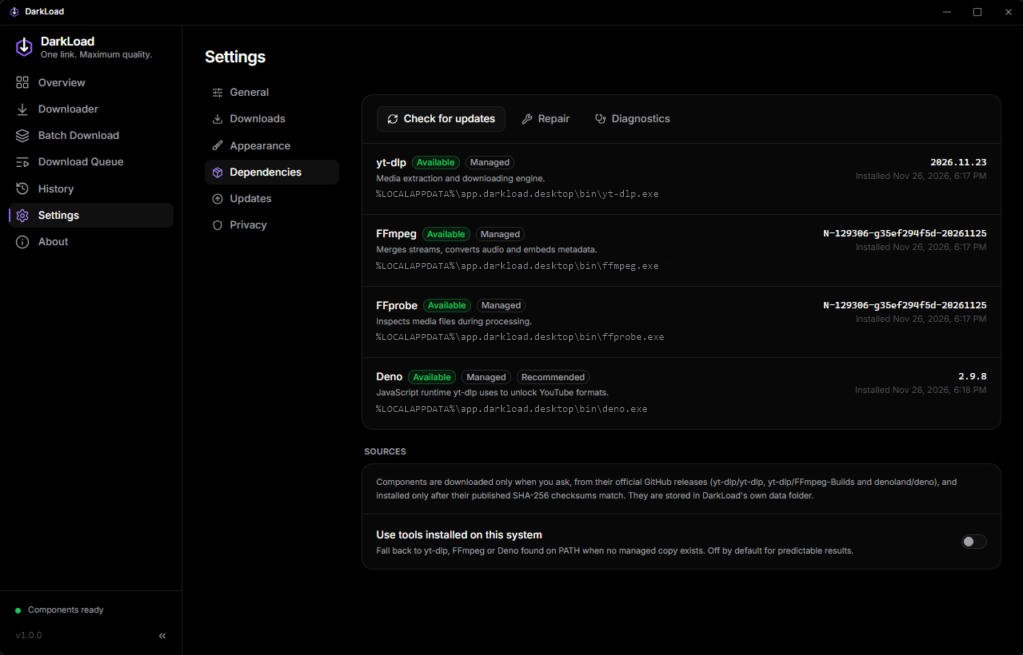 DarkLoad
DarkLoad
One link. Maximum quality.
Overview
Downloader
Batch Download
Download Queue
History
Settings
About
Components ready
v1.0.0
Settings
General
Downloads
Appearance
Dependencies
Updates
Privacy
Check for updates Repair Diagnostics
yt-dlp Available Managed 2026.11.23
Media extraction and downloading engine. Installed Nov 26, 2026, 6:17 PM
%LOCALAPPDATA%\app.darkload.desktop\bin\yt-dlp.exe
FFmpeg Available Managed N-129306-g35ef294f5d-20261125
Merges streams, converts audio and embeds metadata. Installed Nov 26, 2026, 6:17 PM
%LOCALAPPDATA%\app.darkload.desktop\bin\ffmpeg.exe
FFprobe Available Managed N-129306-g35ef294f5d-20261125
Inspects media files during processing. Installed Nov 26, 2026, 6:17 PM
%LOCALAPPDATA%\app.darkload.desktop\bin\ffprobe.exe
Deno Available Managed Recommended 2.9.8
JavaScript runtime yt-dlp uses to unlock YouTube formats. Installed Nov 26, 2026, 6:18 PM
%LOCALAPPDATA%\app.darkload.desktop\bin\deno.exe
SOURCES
Components are downloaded only when you ask, from their official GitHub releases (yt-dlp/yt-dlp, yt-dlp/FFmpeg-Builds and denoland/deno), and
installed only after their published SHA-256 checksums match. They are stored in DarkLoad's own data folder.
Use tools installed on this system
Fall back to yt-dlp, FFmpeg or Deno found on PATH when no managed copy exists. Off by default for predictable results.